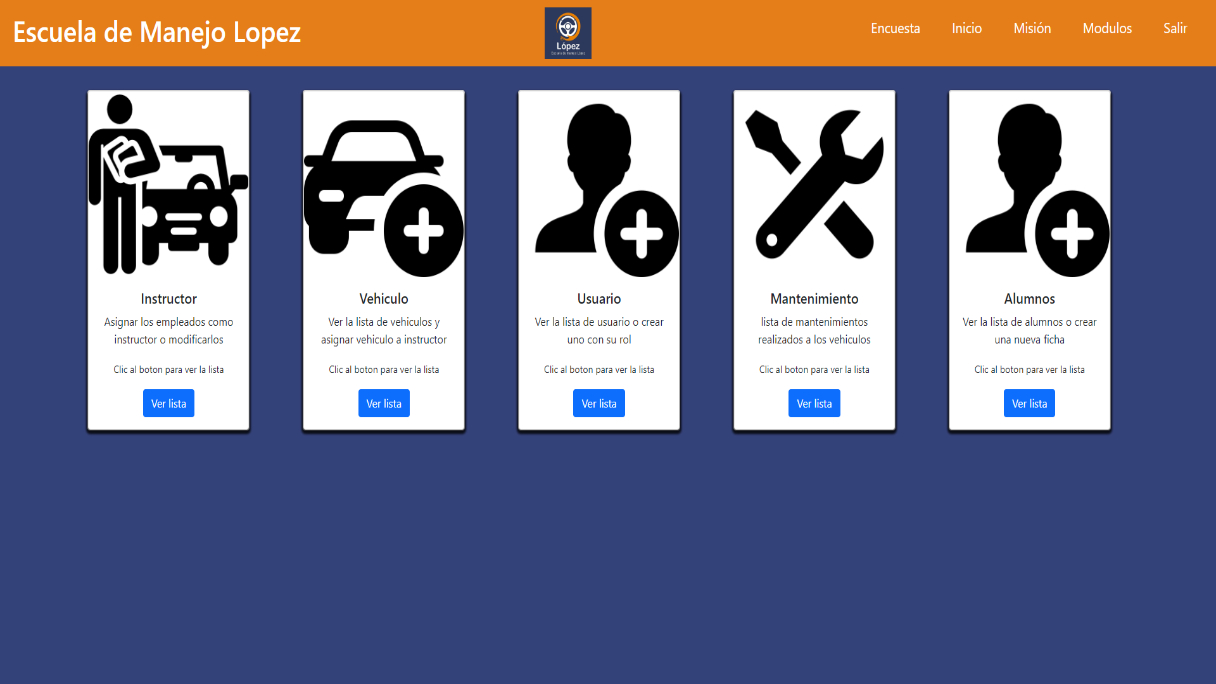 Escuela de Manejo Lopez
López
Encuesta
Inicio
Misión
Modulos
Salir
Instructor
Asignar los empleados como
instructor o modificarlos
Clic al boton para ver la lista
Ver lista
Vehiculo
Ver la lista de vehiculos y
asignar vehiculo a instructor
Clic al boton para ver la lista
Ver lista
Usuario
Ver la lista de usuario o crear
uno con su rol
Clic al boton para ver la lista
Ver lista
Mantenimiento
lista de mantenimientos
realizados a los vehiculos
Clic al boton para ver la lista
Ver lista
Alumnos
Ver la lista de alumnos o crear
una nueva ficha
Clic al boton para ver la lista
Ver lista